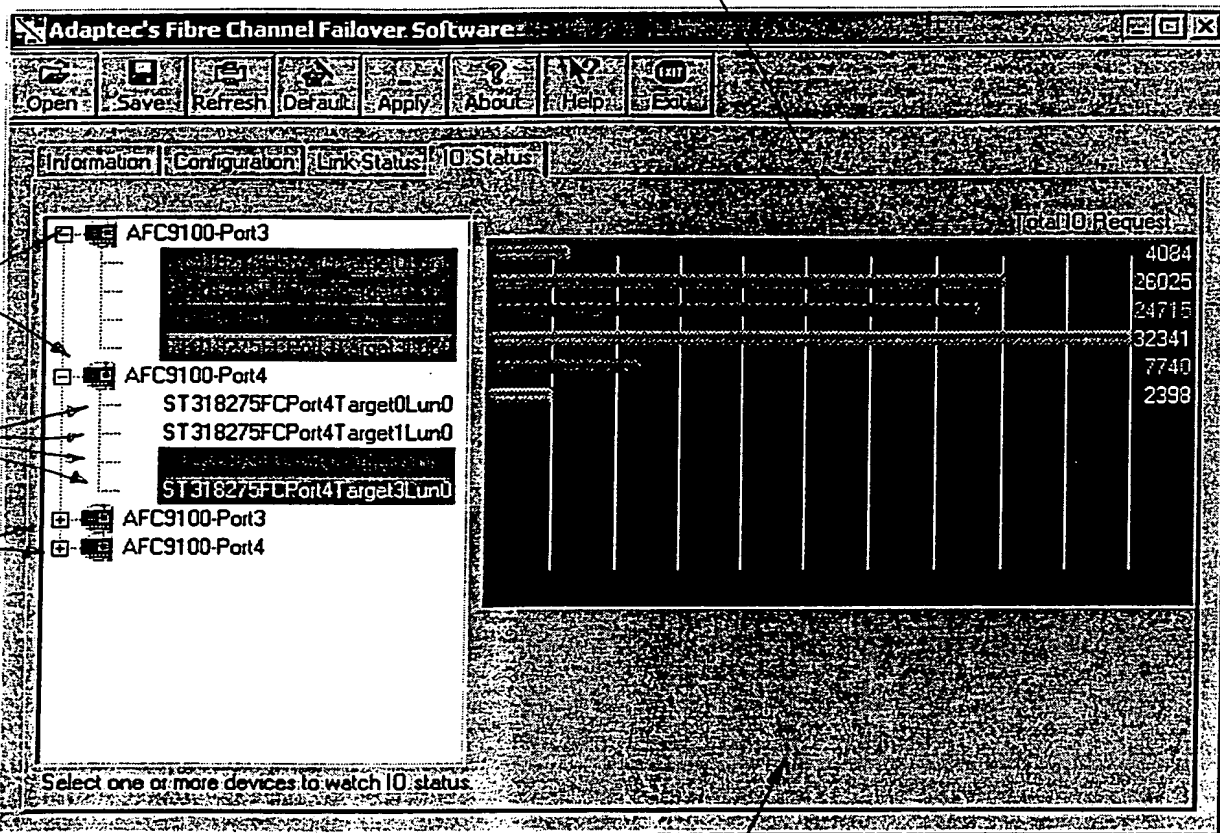 Adaptec's Fibre Channel Failover Software
Open Save Refresh Default Apply About Help Exit
Information Configuration Link Status IO Status
Total IO Request
AFC9100-Port3
4084
26025
24715
32341
7740
2398
AFC9100-Port4
ST318275FCPort4Target0Lun0
ST318275FCPort4Target1Lun0
ST318275FCPort4Target3Lun0
AFC9100-Port3
AFC9100-Port4
Select one or more devices to watch IO status.